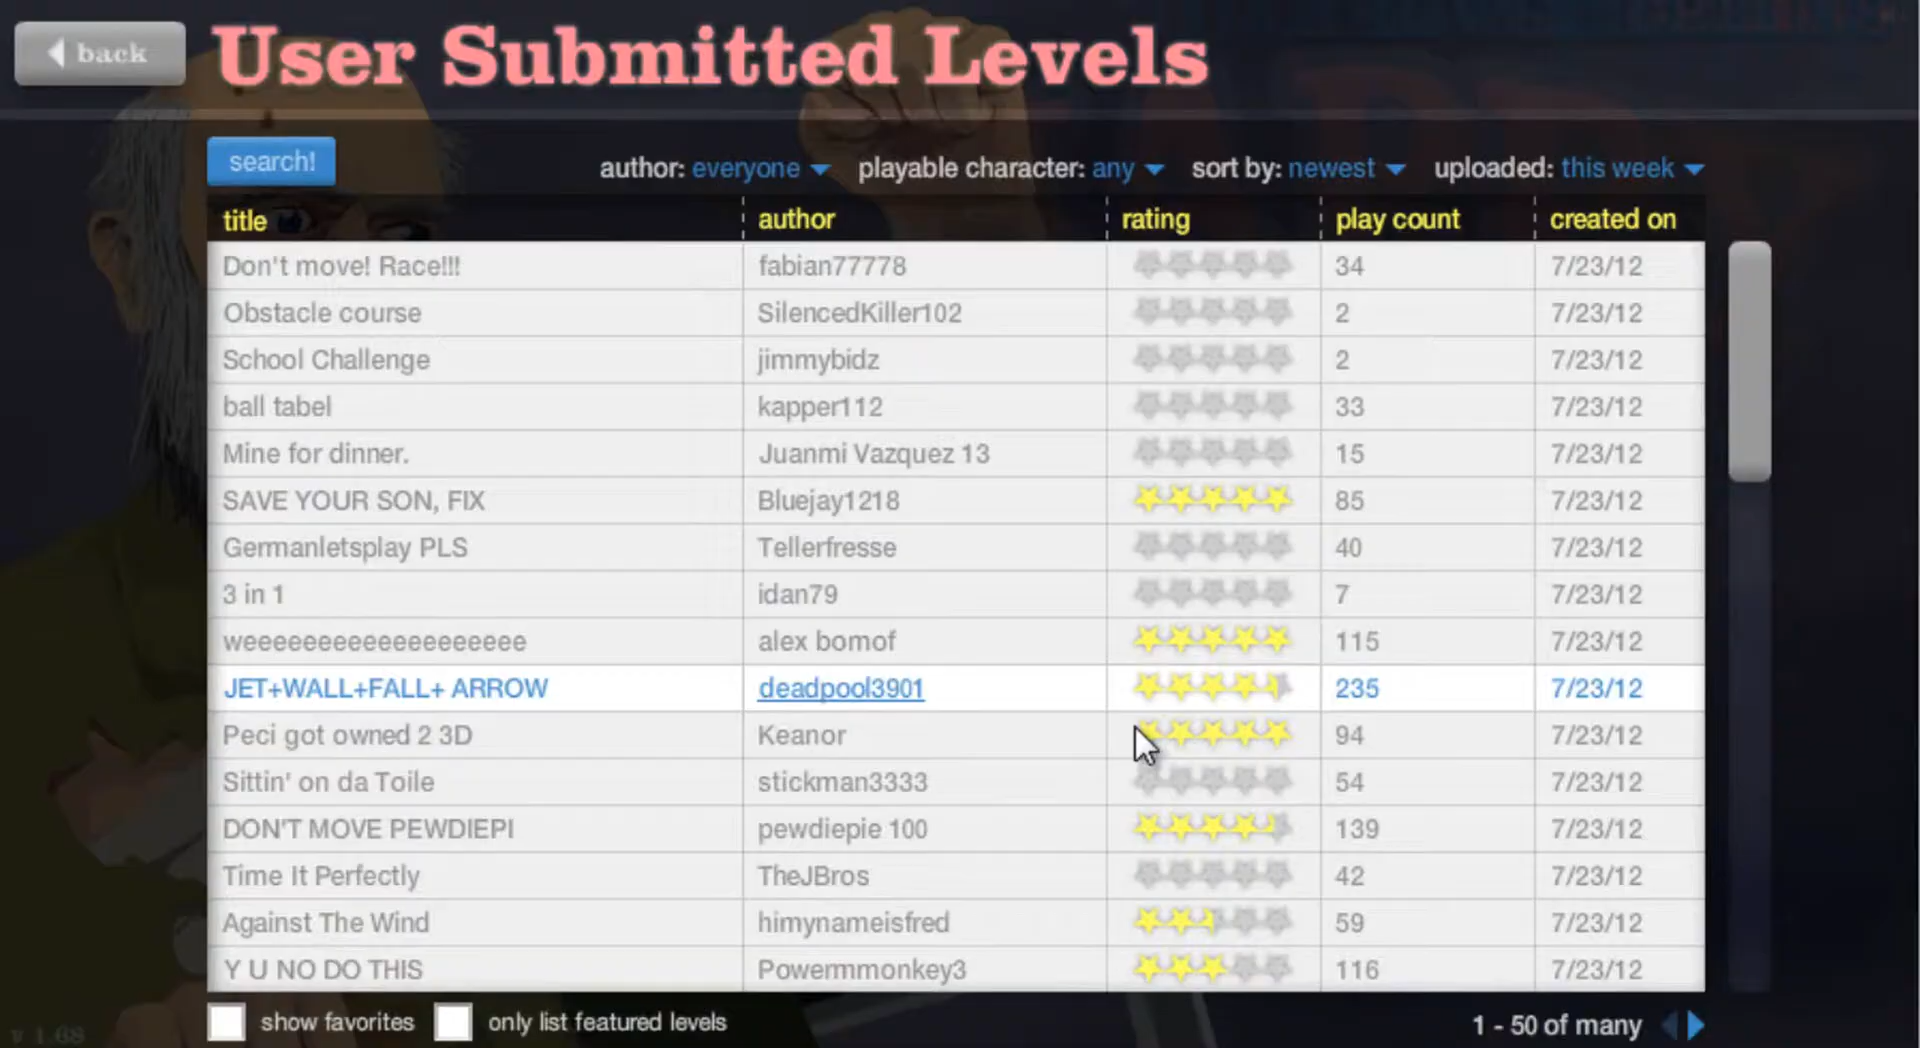 back
User Submitted Levels
search!
author: everyone playable character: any sort by: newest uploaded: this week
title author rating play count created on
Don't move! Race!!! fabian77778 34 7/23/12
Obstacle course SilencedKiller102 2 7/23/12
School Challenge jimmybidz 2 7/23/12
ball tabel kapper112 33 7/23/12
Mine for dinner. Juanmi Vazquez 13 15 7/23/12
SAVE YOUR SON, FIX Bluejay1218 85 7/23/12
Germanletsplay PLS Tellerfresse 40 7/23/12
3 in 1 idan79 7 7/23/12
weeeeeeeeeeeeeeeeeee alex bomof 115 7/23/12
JET+WALL+FALL+ ARROW deadpool3901 235 7/23/12
Peci got owned 2 3D Keanor 94 7/23/12
Sittin' on da Toile stickman3333 54 7/23/12
DON'T MOVE PEWDIEPI pewdiepie 100 139 7/23/12
Time It Perfectly TheJBros 42 7/23/12
Against The Wind himynameisfred 59 7/23/12
Y U NO DO THIS Powermmonkey3 116 7/23/12
show favorites only list featured levels 1 - 50 of many
v 1.68